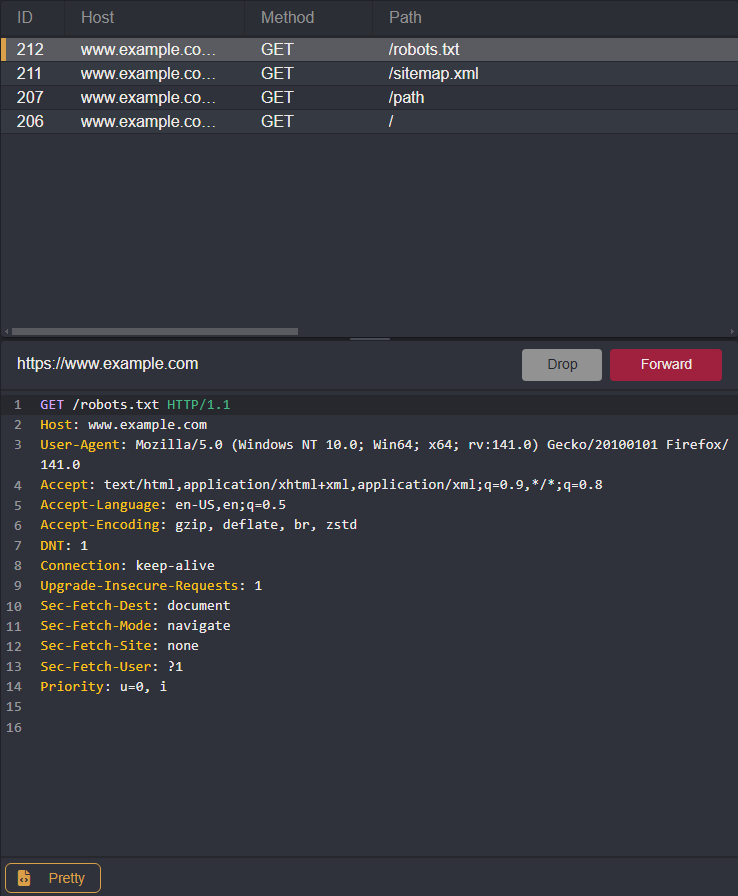 ID Host Method Path
212 www.example.co... GET /robots.txt
211 www.example.co... GET /sitemap.xml
207 www.example.co... GET /path
206 www.example.co... GET /
https://www.example.com Drop Forward
1 GET /robots.txt HTTP/1.1
2 Host: www.example.com
3 User-Agent: Mozilla/5.0 (Windows NT 10.0; Win64; x64; rv:141.0) Gecko/20100101 Firefox/
141.0
4 Accept: text/html,application/xhtml+xml,application/xml;q=0.9,*/*;q=0.8
5 Accept-Language: en-US,en;q=0.5
6 Accept-Encoding: gzip, deflate, br, zstd
7 DNT: 1
8 Connection: keep-alive
9 Upgrade-Insecure-Requests: 1
10 Sec-Fetch-Dest: document
11 Sec-Fetch-Mode: navigate
12 Sec-Fetch-Site: none
13 Sec-Fetch-User: ?1
14 Priority: u=0, i
15
16
Pretty